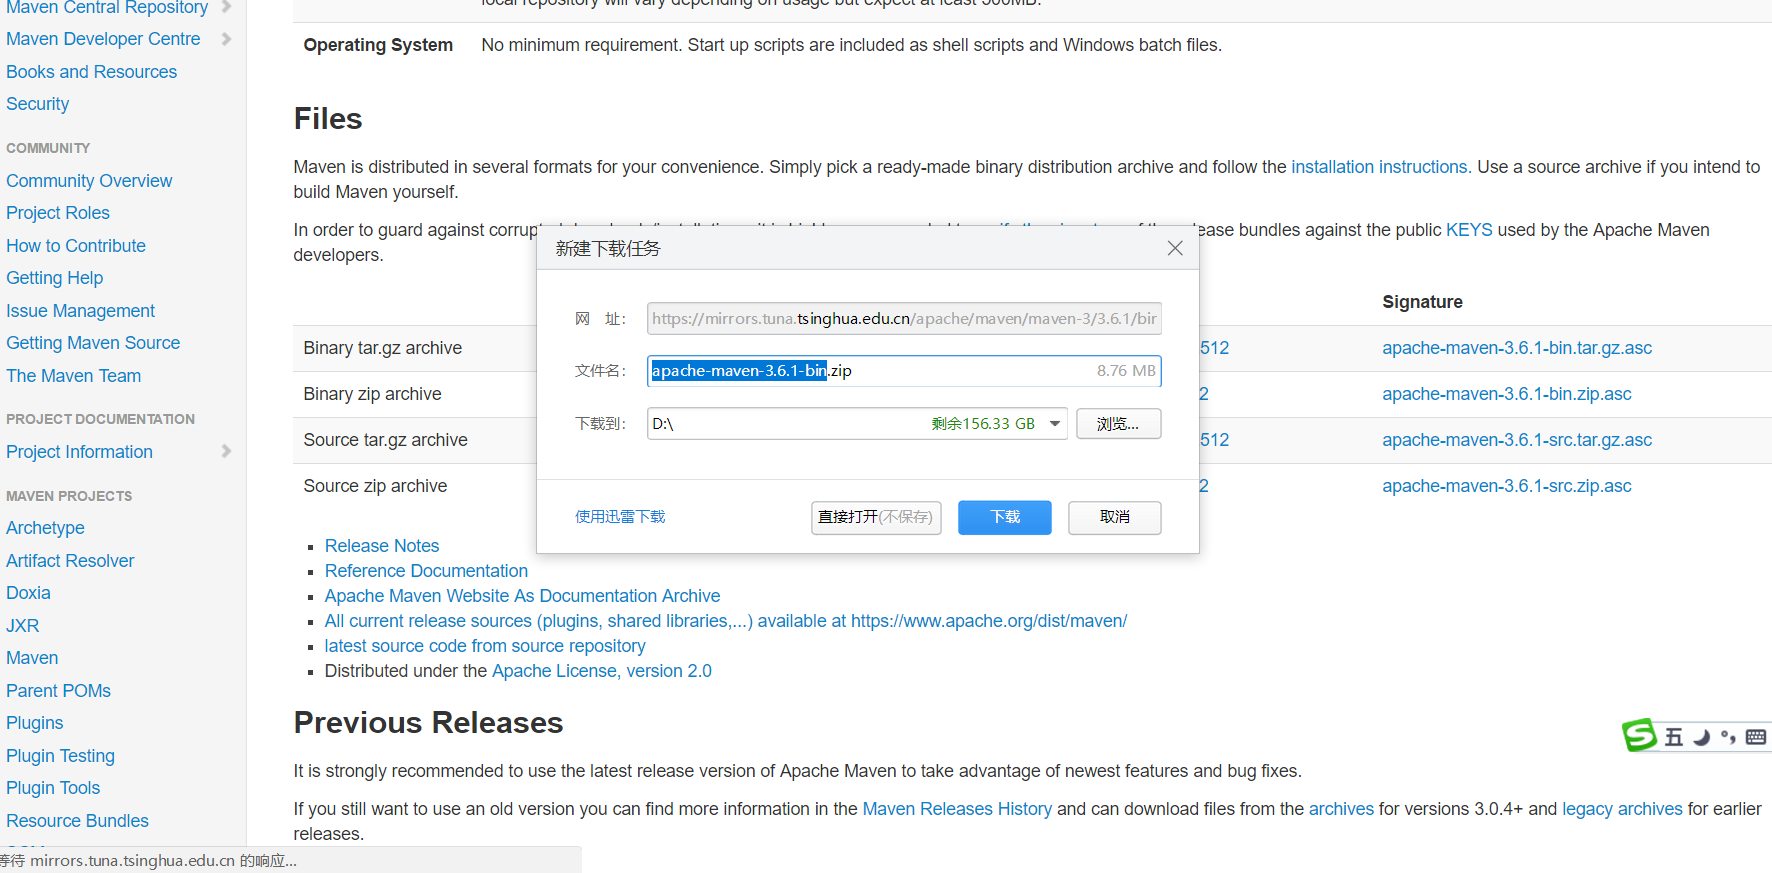 Maven Central Repository
Maven Developer Centre
Books and Resources
Security
COMMUNITY
Community Overview
Project Roles
How to Contribute
Getting Help
Issue Management
Getting Maven Source
The Maven Team
PROJECT DOCUMENTATION
Project Information
MAVEN PROJECTS
Archetype
Artifact Resolver
Doxia
JXR
Maven
Parent POMs
Plugins
Plugin Testing
Plugin Tools
Resource Bundles
等待 mirrors.tuna.tsinghua.edu.cn 的响应...
local repository will vary depending on usage but expect at least 500MB.
Operating System No minimum requirement. Start up scripts are included as shell scripts and Windows batch files.
Files
Maven is distributed in several formats for your convenience. Simply pick a ready-made binary distribution archive and follow the installation instructions. Use a source archive if you intend to
build Maven yourself.
In order to guard against corrupt of the release bundles against the public KEYS used by the Apache Maven
developers.
Signature
Binary tar.gz archive 512 apache-maven-3.6.1-bin.tar.gz.asc
Binary zip archive 2 apache-maven-3.6.1-bin.zip.asc
Source tar.gz archive 512 apache-maven-3.6.1-src.tar.gz.asc
Source zip archive 2 apache-maven-3.6.1-src.zip.asc
新建下载任务
网 址: https://mirrors.tuna.tsinghua.edu.cn/apache/maven/maven-3/3.6.1/bir
文件名: apache-maven-3.6.1-bin.zip 8.76 MB
下载到: D:\ 剩余156.33 GB 浏览...
使用迅雷下载 直接打开(不保存) 下载 取消
Release Notes
Reference Documentation
Apache Maven Website As Documentation Archive
All current release sources (plugins, shared libraries,...) available at https://www.apache.org/dist/maven/
latest source code from source repository
Distributed under the Apache License, version 2.0
Previous Releases
It is strongly recommended to use the latest release version of Apache Maven to take advantage of newest features and bug fixes.
If you still want to use an old version you can find more information in the Maven Releases History and can download files from the archives for versions 3.0.4+ and legacy archives for earlier
releases.
S 五